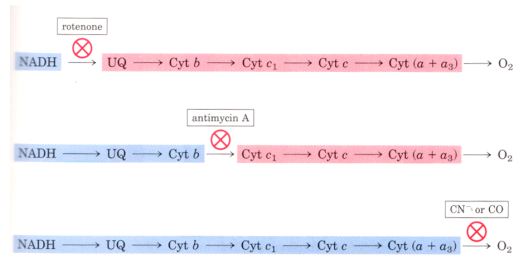 rotenone
NADH → UQ → Cyt b → Cyt c₁ → Cyt c → Cyt (a + a₃) → O₂
antimycin A
NADH → UQ → Cyt b → Cyt c₁ → Cyt c → Cyt (a + a₃) → O₂
CN⁻ or CO
NADH → UQ → Cyt b → Cyt c₁ → Cyt c → Cyt (a + a₃) → O₂